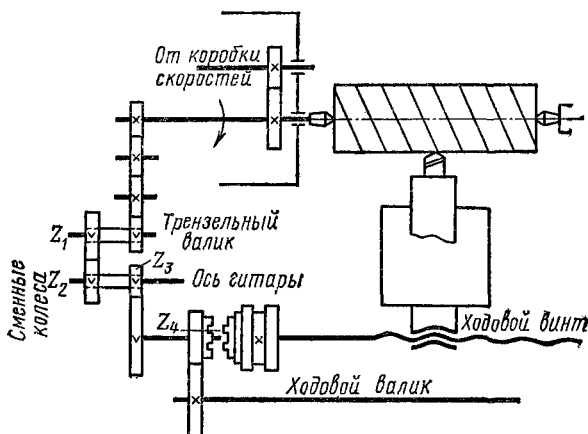 От коробки
скоростей
Z1
Трензельный
валик
Z3
Z2
Ось гитары
Сменные
колеса
Z4
Ходовой винт
Ходовой валик